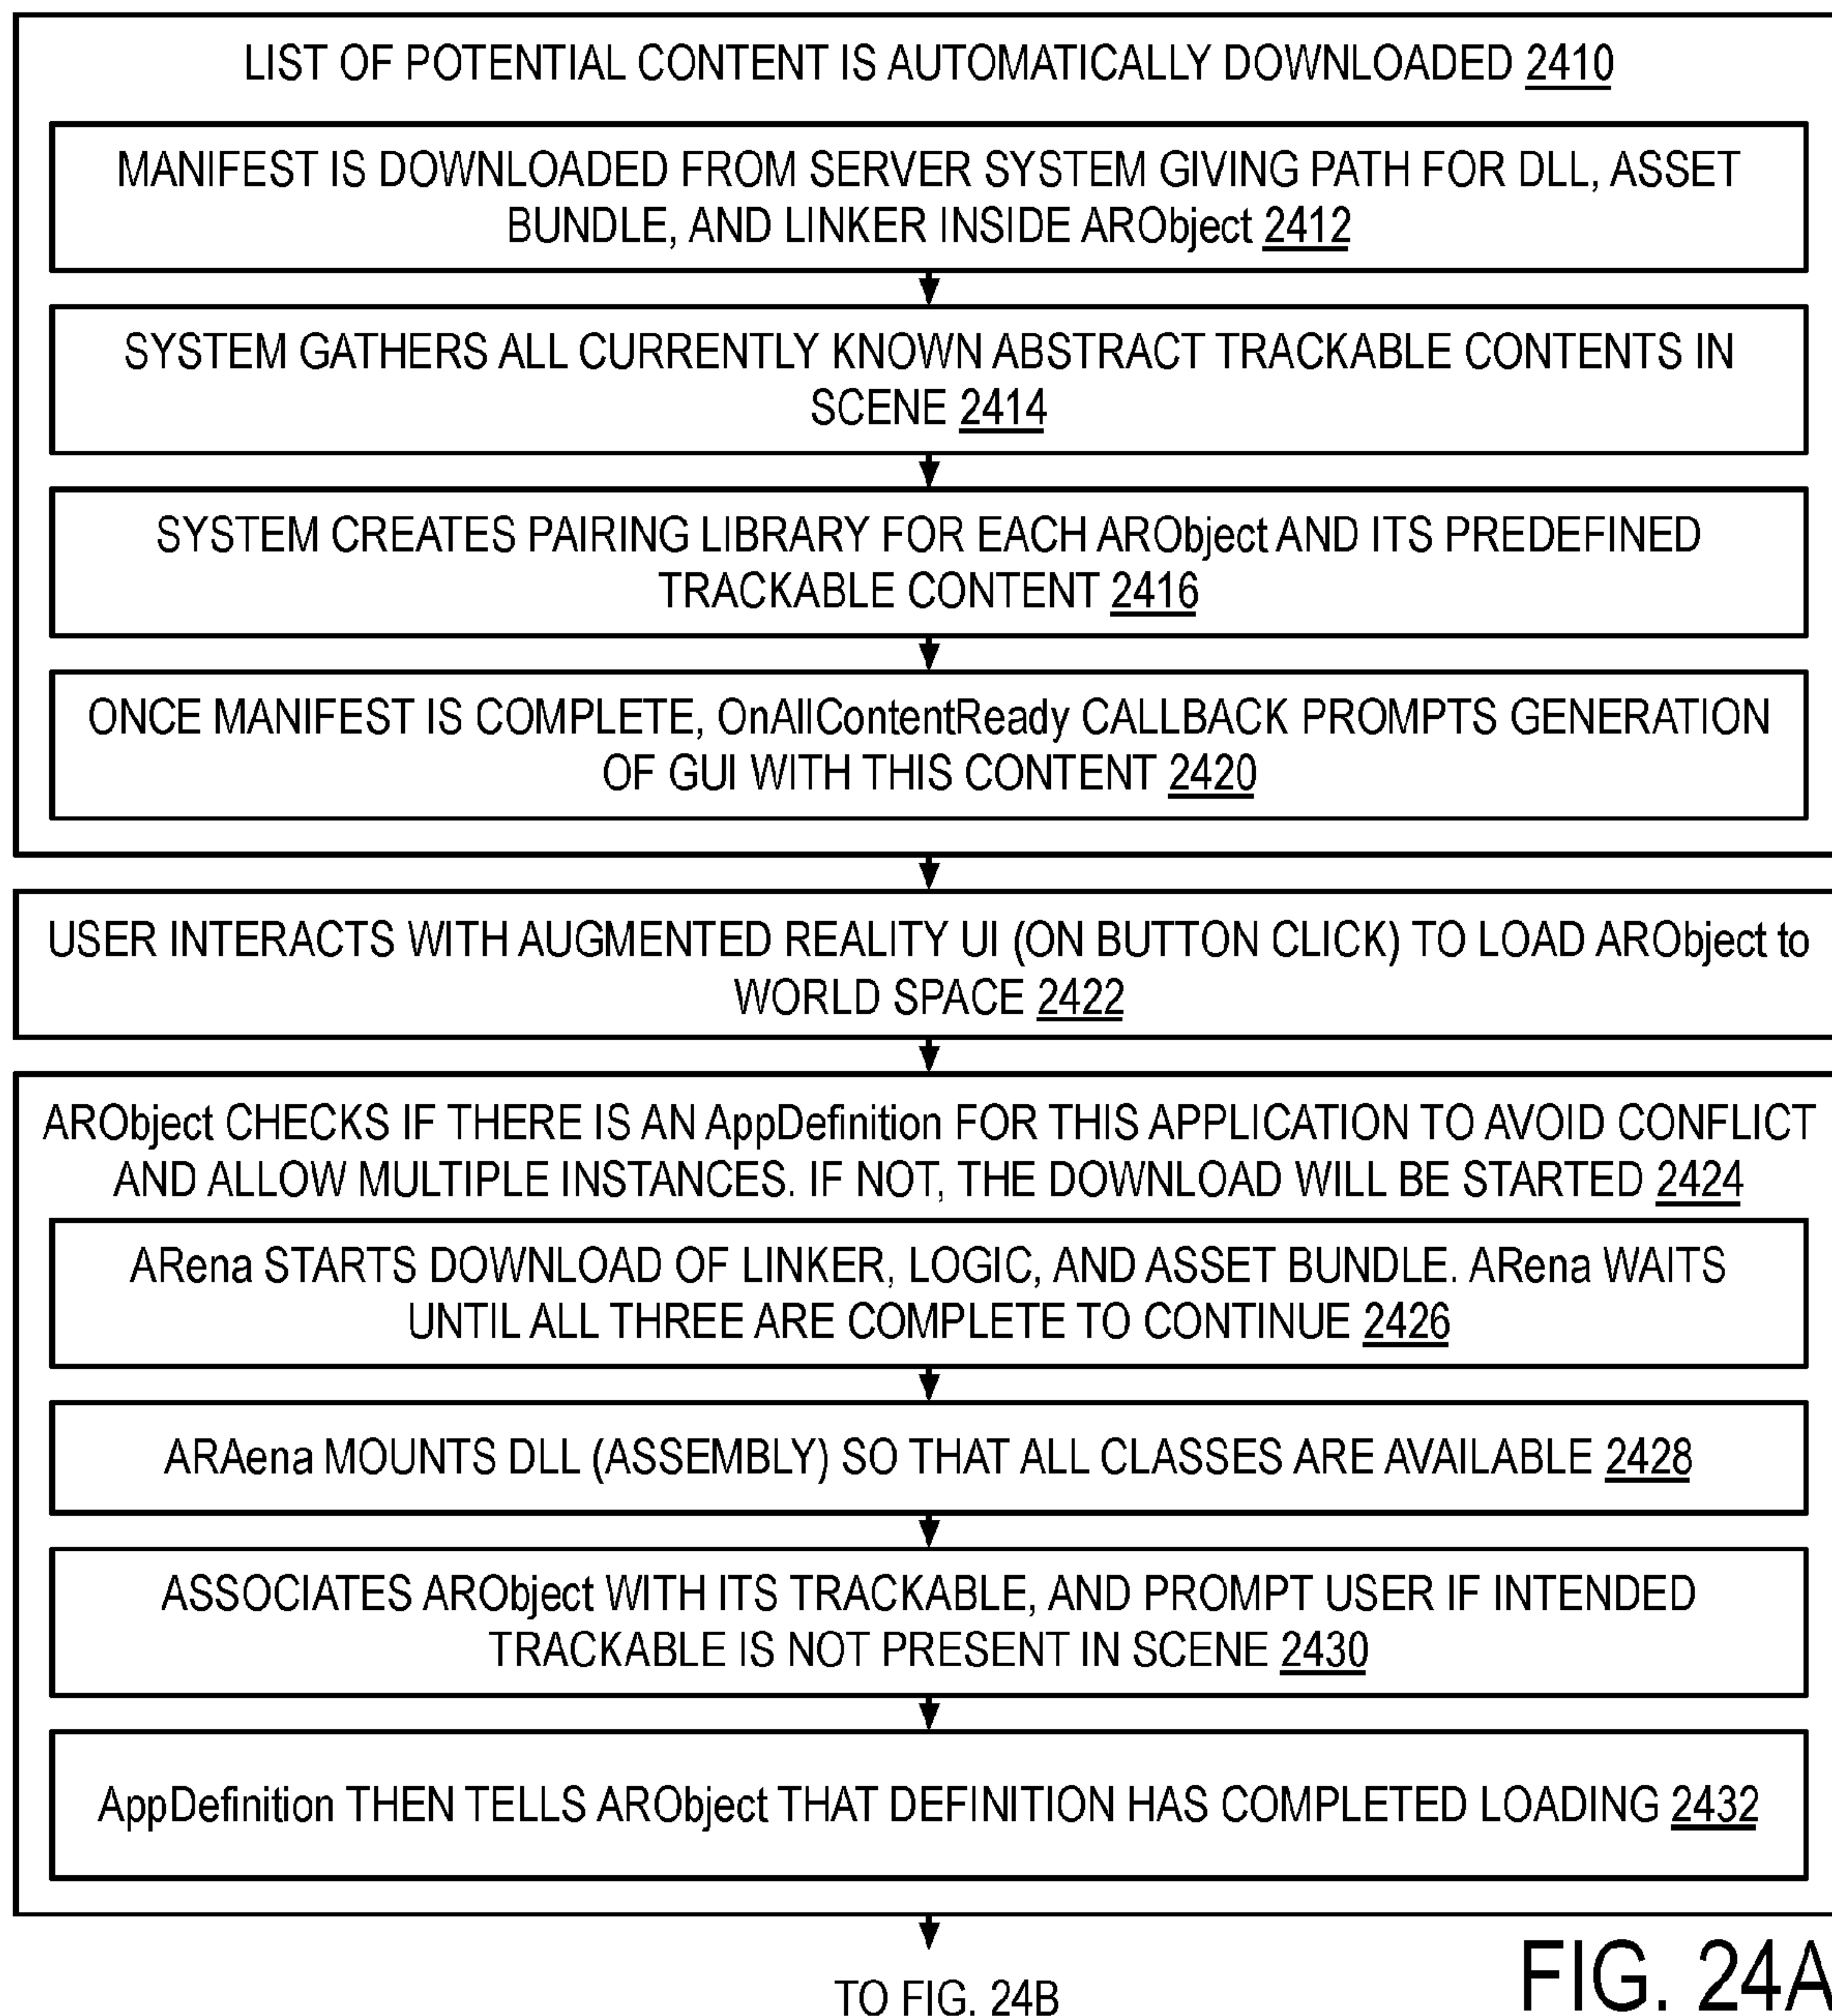 LIST OF POTENTIAL CONTENT IS AUTOMATICALLY DOWNLOADED 2410
MANIFEST IS DOWNLOADED FROM SERVER SYSTEM GIVING PATH FOR DLL, ASSET
BUNDLE, AND LINKER INSIDE ARObject 2412
SYSTEM GATHERS ALL CURRENTLY KNOWN ABSTRACT TRACKABLE CONTENTS IN
SCENE 2414
SYSTEM CREATES PAIRING LIBRARY FOR EACH ARObject AND ITS PREDEFINED
TRACKABLE CONTENT 2416
ONCE MANIFEST IS COMPLETE, OnAllContentReady CALLBACK PROMPTS GENERATION
OF GUI WITH THIS CONTENT 2420
USER INTERACTS WITH AUGMENTED REALITY UI (ON BUTTON CLICK) TO LOAD ARObject to
WORLD SPACE 2422
ARObject CHECKS IF THERE IS AN AppDefinition FOR THIS APPLICATION TO AVOID CONFLICT
AND ALLOW MULTIPLE INSTANCES. IF NOT, THE DOWNLOAD WILL BE STARTED 2424
ARena STARTS DOWNLOAD OF LINKER, LOGIC, AND ASSET BUNDLE. ARena WAITS
UNTIL ALL THREE ARE COMPLETE TO CONTINUE 2426
ARAena MOUNTS DLL (ASSEMBLY) SO THAT ALL CLASSES ARE AVAILABLE 2428
ASSOCIATES ARObject WITH ITS TRACKABLE, AND PROMPT USER IF INTENDED
TRACKABLE IS NOT PRESENT IN SCENE 2430
AppDefinition THEN TELLS ARObject THAT DEFINITION HAS COMPLETED LOADING 2432
TO FIG. 24B
FIG. 24A